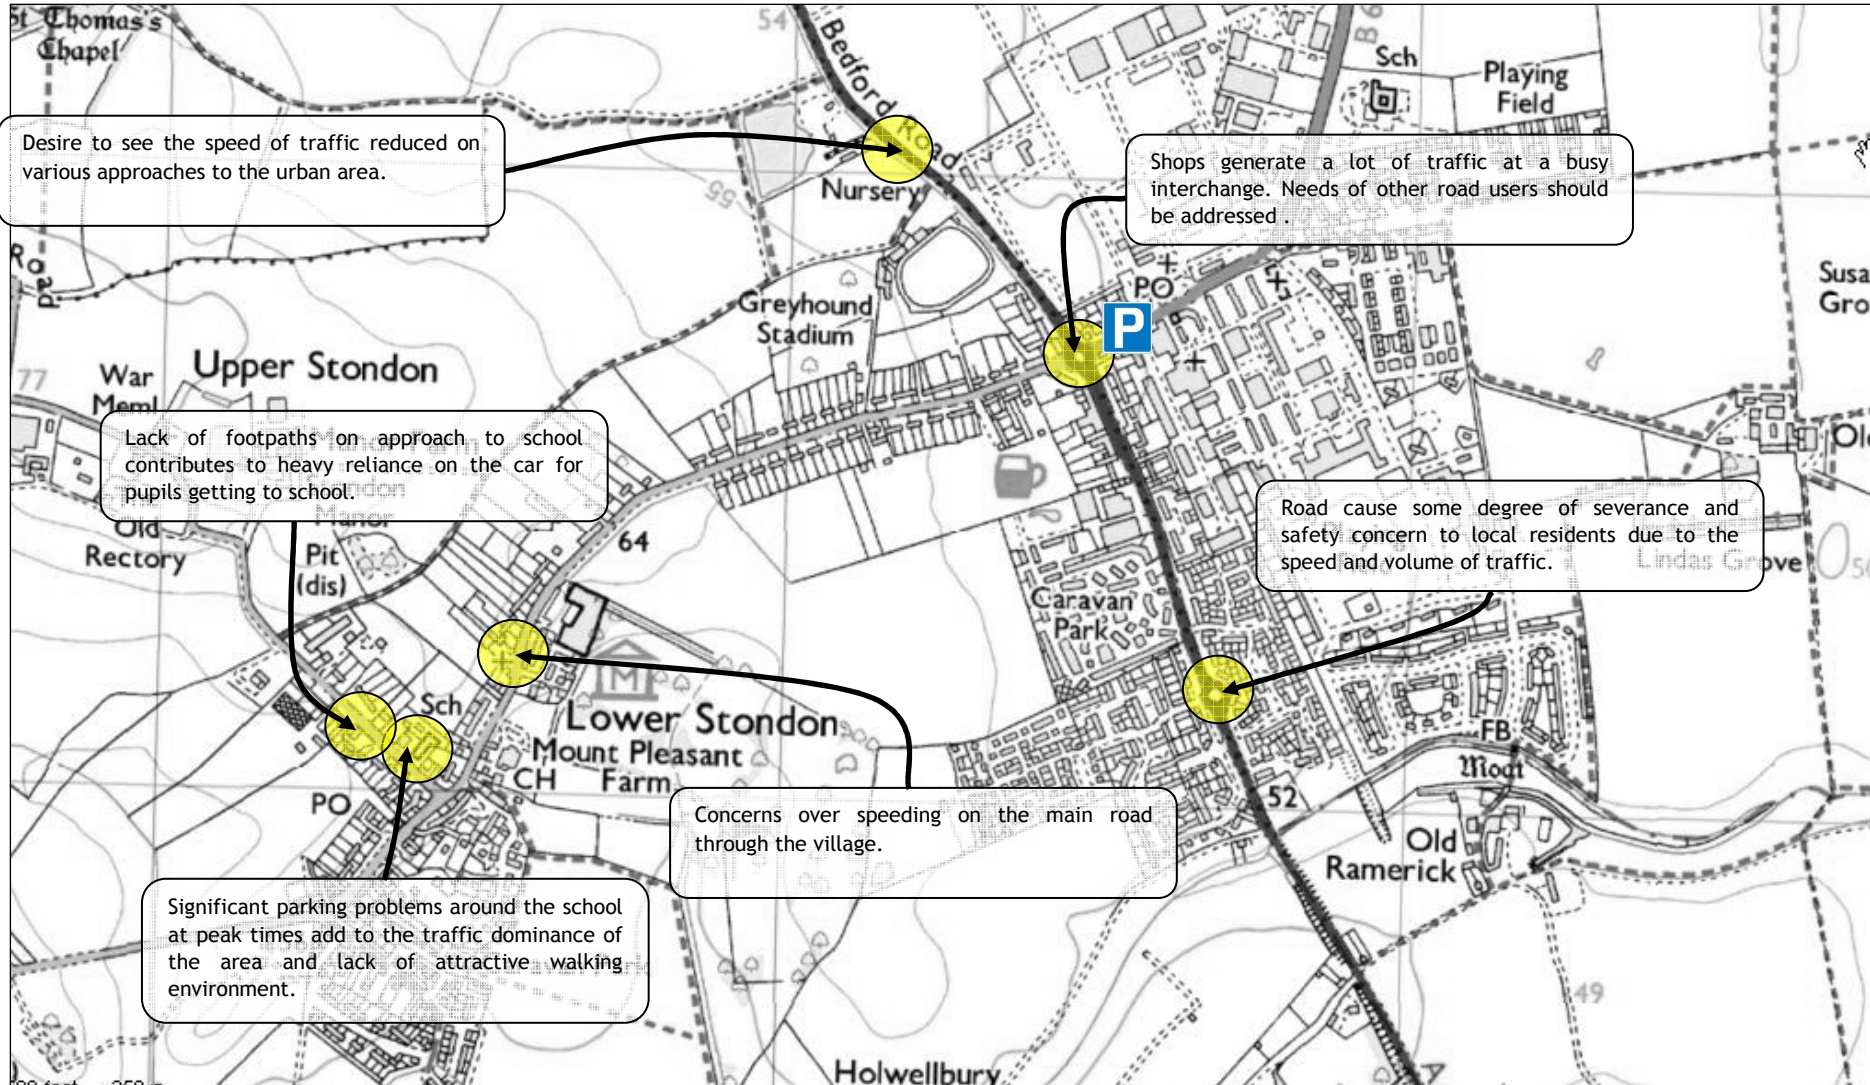 St Thomas's
Chapel
54
Bedford Road
B6
Sch
Playing
Field
Desire to see the speed of traffic reduced on
various approaches to the urban area.
Shops generate a lot of traffic at a busy
interchange. Needs of other road users should
be addressed .
Nursery
55
Road
PO
P
Greyhound
Stadium
Susa
Gro
77
War
Meml
Upper Stondon
Lack of footpaths on approach to school
contributes to heavy reliance on the car for
pupils getting to school.
Manor
Old
Rectory
Pit
(dis)
64
Old
Road cause some degree of severance and
safety concern to local residents due to the
speed and volume of traffic.
Lindas Grove
50
Caravan
Park
M
Sch
Lower Stondon
Mount Pleasant
Farm
CH
PO
FB
Moat
52
Concerns over speeding on the main road
through the village.
Old
Ramerick
Significant parking problems around the school
at peak times add to the traffic dominance of
the area and lack of attractive walking
environment.
49
Holwellbury
A